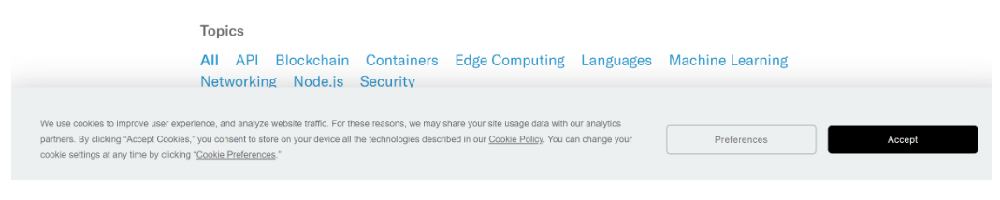 Topics
All API Blockchain Containers Edge Computing Languages Machine Learning
Networking Node.js Security
We use cookies to improve user experience, and analyze website traffic. For these reasons, we may share your site usage data with our analytics
partners. By clicking “Accept Cookies,” you consent to store on your device all the technologies described in our Cookie Policy. You can change your
cookie settings at any time by clicking “Cookie Preferences.”
Preferences
Accept